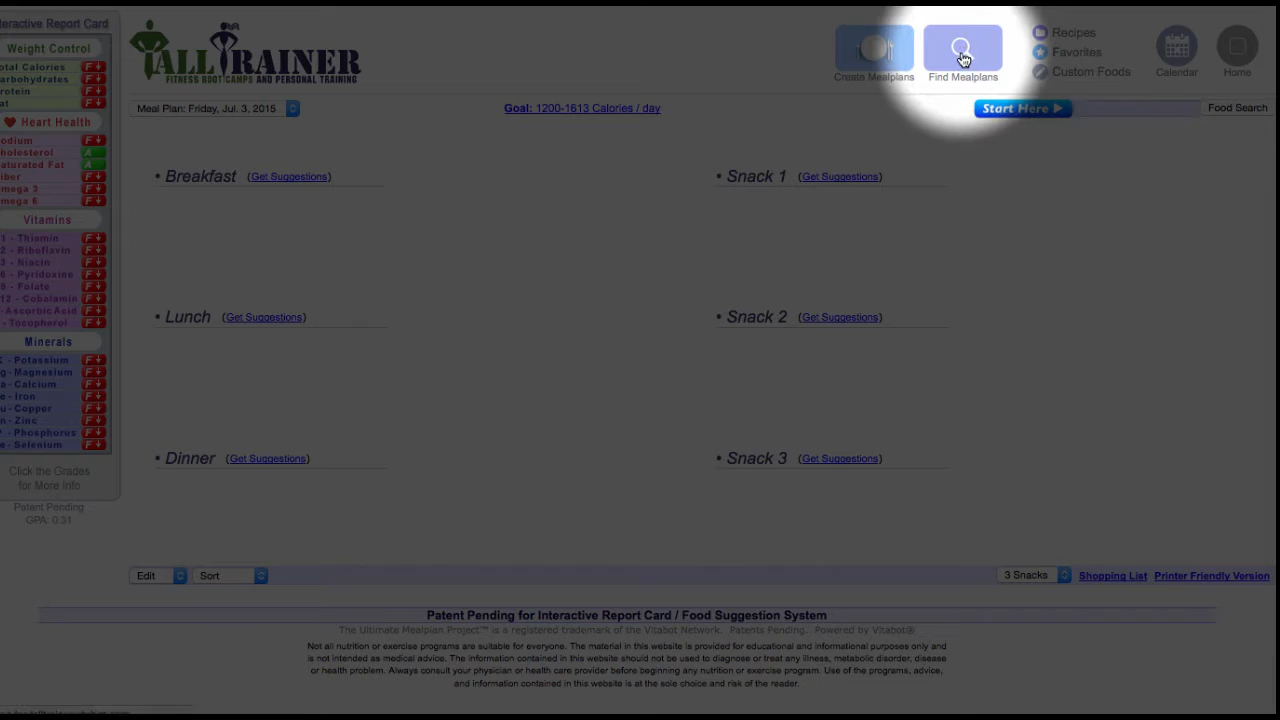 nteractive Report Card
Weight Control
otal Calories F
arbohydrates F
rotein F
at F
Heart Health
odium F
holesterol A
aturated Fat A
iber F
mega 3 F
mega 6 F
Vitamins
1 - Thiamin F
2 - Riboflavin F
3 - Niacin F
6 - Pyridoxine F
9 - Folate F
12 - Cobalamin F
- Ascorbic Acid F
- Tocopherol F
Minerals
K - Potassium F
g - Magnesium F
a - Calcium F
e - Iron F
u - Copper F
n - Zinc F
P - Phosphorus F
e - Selenium F
Click the Grades
for More Info
Patent Pending
GPA: 0.31
TALL TRAINER
FITNESS BOOT CAMPS AND PERSONAL TRAINING
Create Mealplans
Find Mealplans
Recipes
Favorites
Custom Foods
Calendar
Home
Meal Plan: Friday, Jul. 3, 2015
Goal: 1200-1613 Calories / day
Start Here
Food Search
• Breakfast (Get Suggestions)
• Snack 1 (Get Suggestions)
• Lunch (Get Suggestions)
• Snack 2 (Get Suggestions)
• Dinner (Get Suggestions)
• Snack 3 (Get Suggestions)
Edit
Sort
3 Snacks
Shopping List
Printer Friendly Version
Patent Pending for Interactive Report Card / Food Suggestion System
The Ultimate Mealplan Project™ is a registered trademark of the Vitabot Network. Patents Pending. Powered by Vitabot®
Not all nutrition or exercise programs are suitable for everyone. The material in this website is provided for educational and informational purposes only and
is not intended as medical advice. The information contained in this website should not be used to diagnose or treat any illness, metabolic disorder, disease
or health problem. Always consult your physician or health care provider before beginning any nutrition or exercise program. Use of the programs, advice,
and information contained in this website is at the sole choice and risk of the reader.